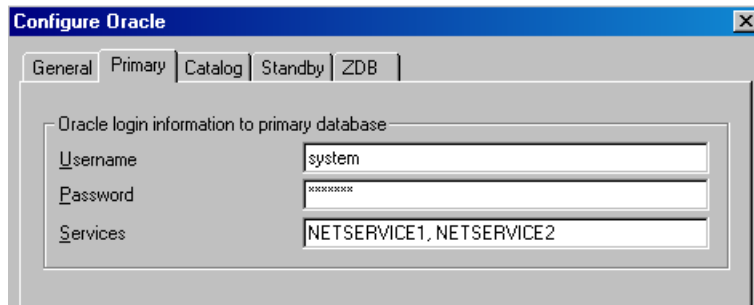 Configure Oracle
General Primary Catalog Standby ZDB
Oracle login information to primary database
Username system
Password *******
Services NETSERVICE1, NETSERVICE2